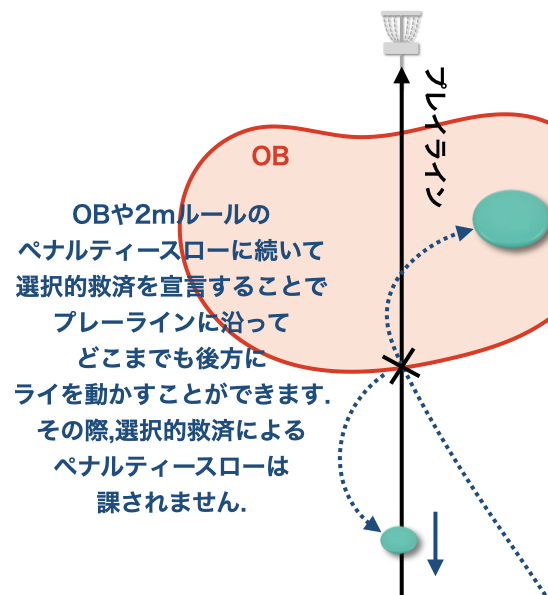 プレイライン
OB
OBや2mルールの
ペナルティースローに続いて
選択的救済を宣言することで
プレーラインに沿って
どこまでも後方に
ライを動かすことができます.
その際,選択的救済による
ペナルティースローは
課されません.